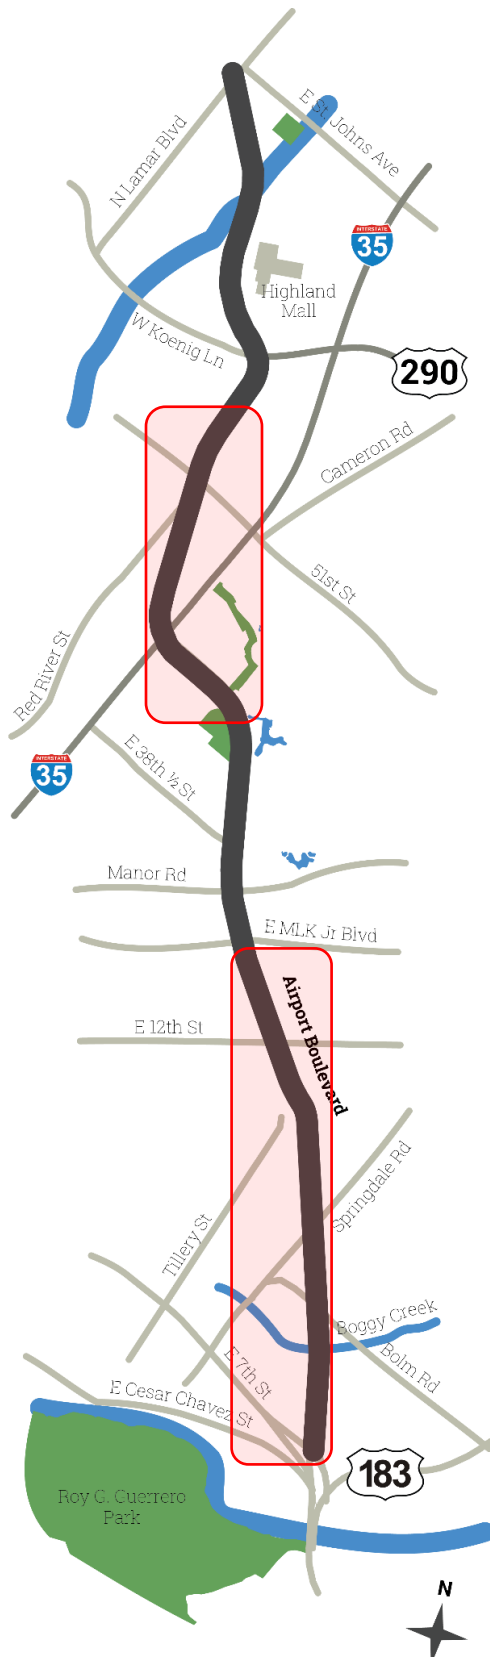 E St. Johns Ave
N Lamar Blvd
INTERSTATE
35
Highland
Mall
W Koenig Ln
290
Cameron Rd
51st St
Red River St
INTERSTATE
35
E 38th ½ St
Manor Rd
E MLK Jr Blvd
Airport Boulevard
E 12th St
Springdale Rd
Tillery St
Boggy Creek
E 7th St
Bolm Rd
E Cesar Chavez St
183
Roy G. Guerrero
Park
N